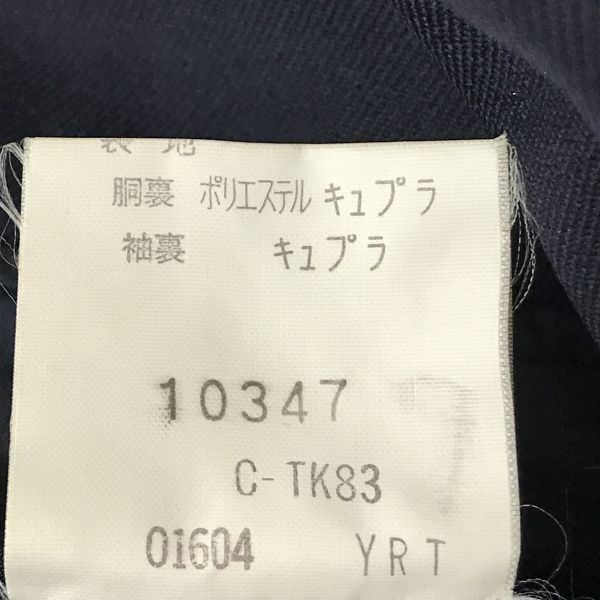 表地
胴裏 ポリエステル キュプラ
袖裏 キュプラ
10347
C-TK83
01604 YRT